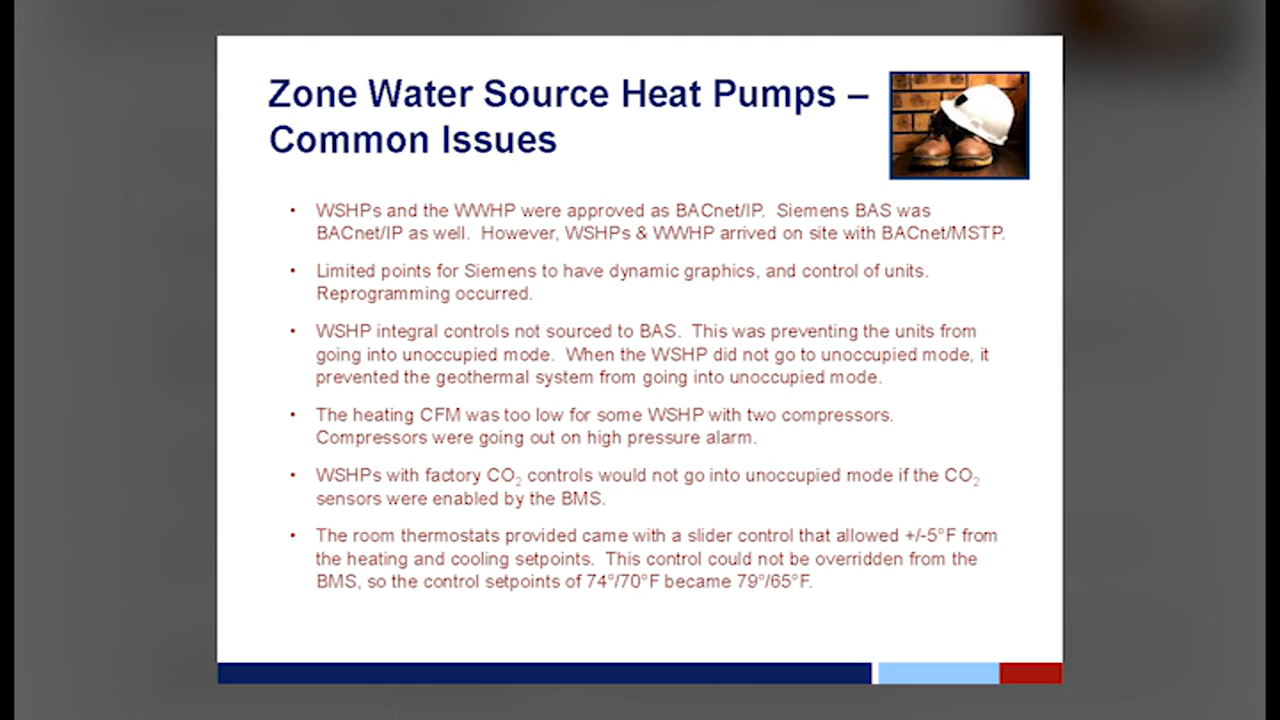 Zone Water Source Heat Pumps –
Common Issues
• WSHPs and the WWHP were approved as BACnet/IP. Siemens BAS was
BACnet/IP as well. However, WSHPs & WWHP arrived on site with BACnet/MSTP.
• Limited points for Siemens to have dynamic graphics, and control of units.
Reprogramming occurred.
• WSHP integral controls not sourced to BAS. This was preventing the units from
going into unoccupied mode. When the WSHP did not go to unoccupied mode, it
prevented the geothermal system from going into unoccupied mode.
• The heating CFM was too low for some WSHP with two compressors.
Compressors were going out on high pressure alarm.
• WSHPs with factory CO₂ controls would not go into unoccupied mode if the CO₂
sensors were enabled by the BMS.
• The room thermostats provided came with a slider control that allowed +/-5°F from
the heating and cooling setpoints. This control could not be overridden from the
BMS, so the control setpoints of 74°/70°F became 79°/65°F.